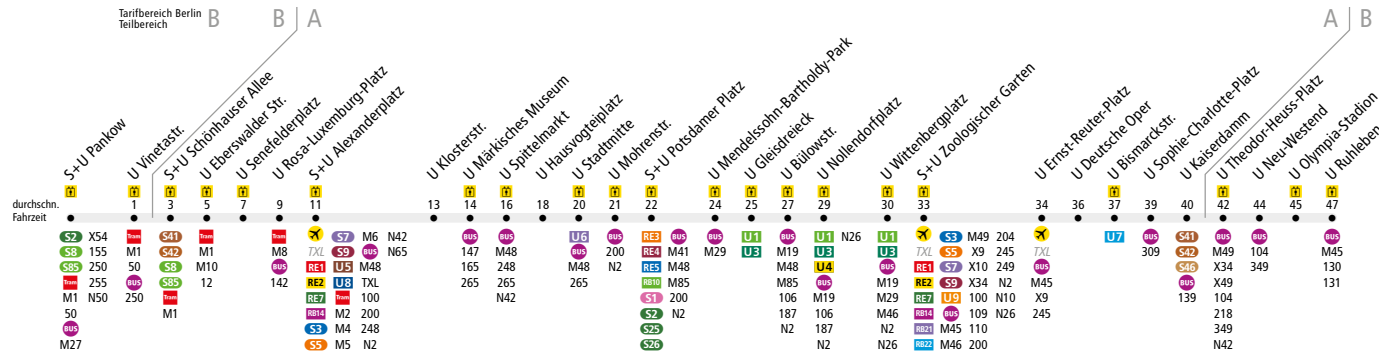 Tarifbereich Berlin B B A A B
Teilbereich
S+U Pankow
U Vinetastr.
S+U Schönhauser Allee
U Eberswalder Str.
U Senefelderplatz
U Rosa-Luxemburg-Platz
S+U Alexanderplatz
U Klosterstr.
U Märkisches Museum
U Spittelmarkt
U Hausvogteiplatz
U Stadtmitte
U Mohrenstr.
S+U Potsdamer Platz
U Mendelssohn-Bartholdy-Park
U Gleisdreieck
U Bülowstr.
U Nollendorfplatz
U Wittenbergplatz
S+U Zoologischer Garten
U Ernst-Reuter-Platz
U Deutsche Oper
U Bismarckstr.
U Sophie-Charlotte-Platz
U Kaiserdamm
U Theodor-Heuss-Platz
U Neu-Westend
U Olympia-Stadion
U Ruhleben
durchschn. 1 3 5 7 9 11 13 14 16 18 20 21 22 24 25 27 29 30 33 34 36 37 39 40 42 44 45 47
Fahrzeit
S2 X54
S8 155
S85 250
Tram 255
M1 N50
50
BUS
M27
Tram
M1
50
BUS
250
S41
S42
S8
S85
Tram
M1
Tram
M1
M10
12
Tram
M8
BUS
142
S7 M6 N42
TXL S9 BUS N65
RE1 U5 M48
RE2 U8 TXL
RE7 Tram 100
RB14 M2 200
S3 M4 248
S5 M5 N2
BUS
147
165
265
BUS
M48
248
265
N42
U6
BUS
M48
265
BUS
200
N2
RE3 BUS
RE4 M41
RE5 M48
RB10 M85
S1 200
S2 N2
S25
S26
BUS
M29
U1
U3
BUS
M19
M48
M85
106
187
N2
U1 N26
U3
U4
BUS
M19
106
187
N2
U1
U3
BUS
M19
M29
M46
N2
N26
S3 M49 204
TXL S5 X9 245
RE1 S7 X10 249
RE2 S9 X34 N2
RE7 U9 100 N10
RB14 BUS 109 N26
RB21 M45 110
RB22 M46 200
TXL
BUS
M45
X9
245
U7
BUS
309
S41
S42
S46
BUS
139
BUS
M49
X34
X49
104
218
349
N42
BUS
104
349
BUS
M45
130
131